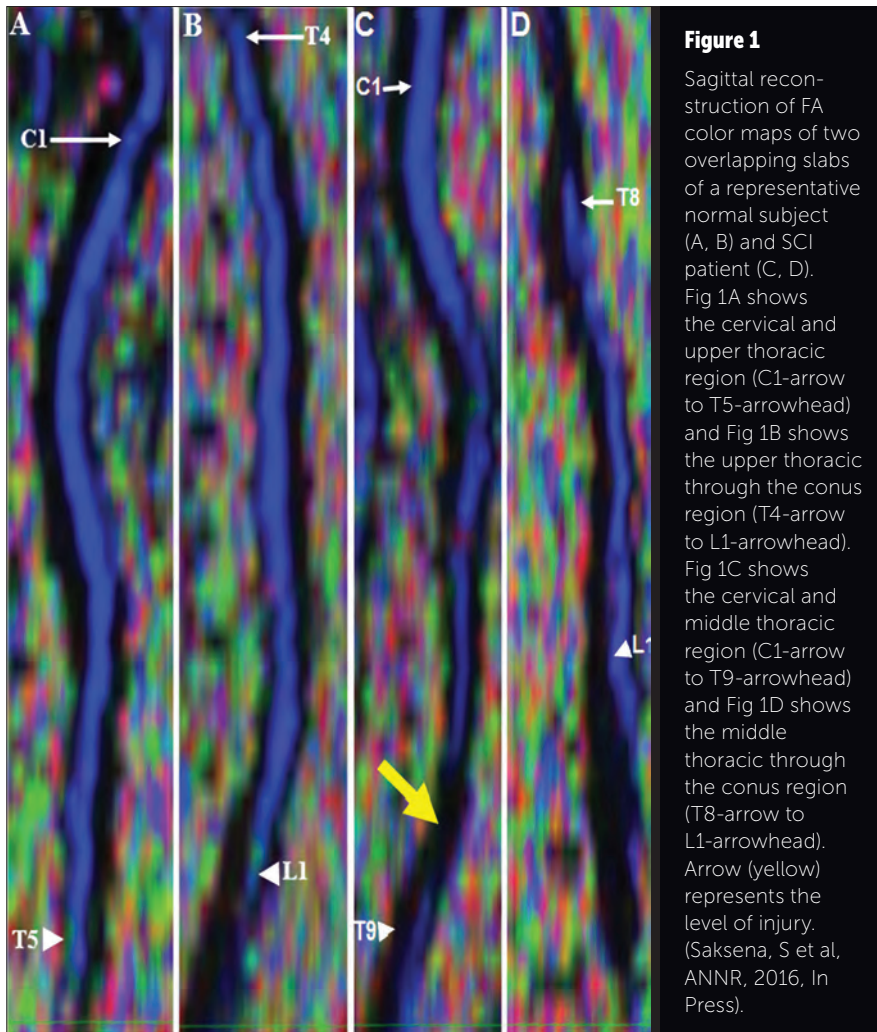 A
B
C
D
T4
C1
C1
T8
L1
L1
T5
T9
Figure 1
Sagittal recon-
struction of FA
color maps of two
overlapping slabs
of a representative
normal subject
(A, B) and SCI
patient (C, D).
Fig 1A shows
the cervical and
upper thoracic
region (C1-arrow
to T5-arrowhead)
and Fig 1B shows
the upper thoracic
through the conus
region (T4-arrow
to L1-arrowhead).
Fig 1C shows
the cervical and
middle thoracic
region (C1-arrow
to T9-arrowhead)
and Fig 1D shows
the middle
thoracic through
the conus region
(T8-arrow to
L1-arrowhead).
Arrow (yellow)
represents the
level of injury.
(Saksena, S et al,
ANNR, 2016, In
Press).